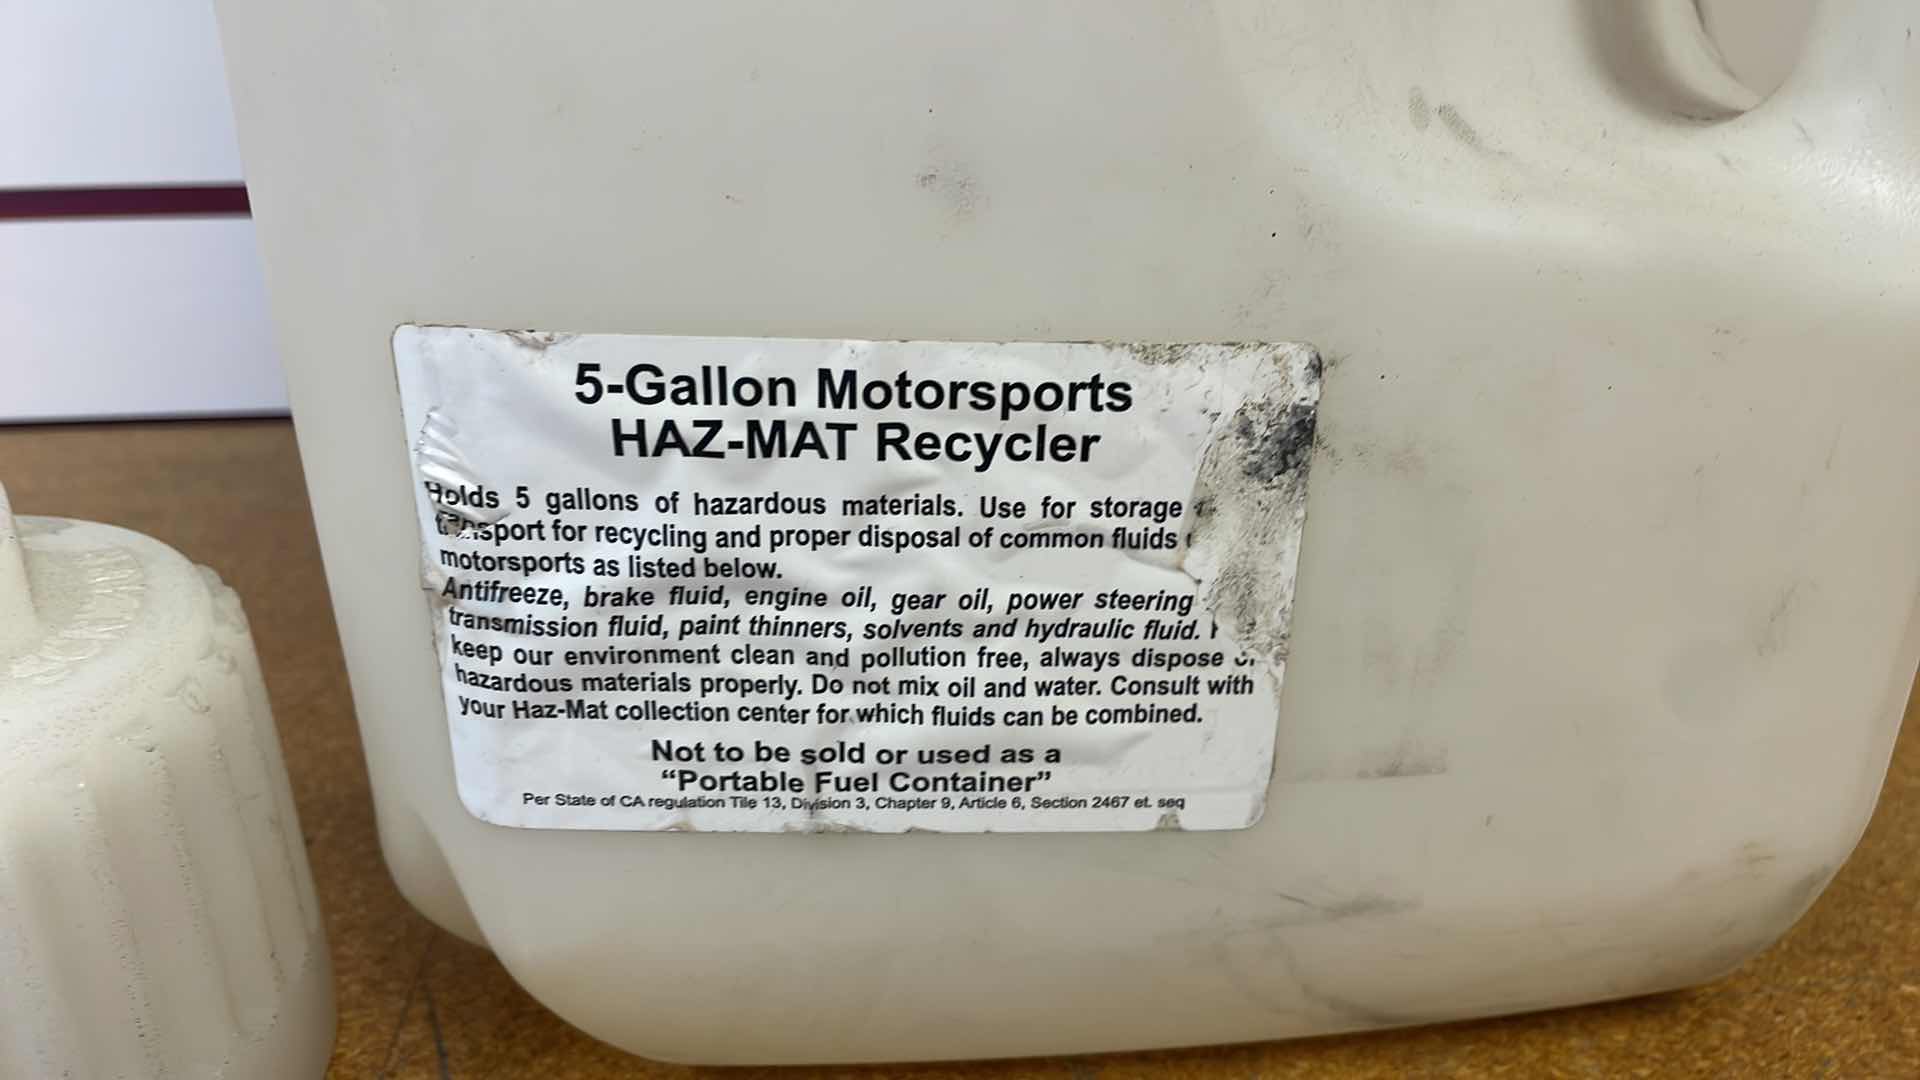 5-Gallon Motorsports
HAZ-MAT Recycler
Holds 5 gallons of hazardous materials. Use for storage
transport for recycling and proper disposal of common fluids
motorsports as listed below.
Antifreeze, brake fluid, engine oil, gear oil, power steering
transmission fluid, paint thinners, solvents and hydraulic fluid.
keep our environment clean and pollution free, always dispose of
hazardous materials properly. Do not mix oil and water. Consult with
your Haz-Mat collection center for which fluids can be combined.
Not to be sold or used as a
“Portable Fuel Container”
Per State of CA regulation Tile 13, Division 3, Chapter 9, Article 6, Section 2467 et. seq